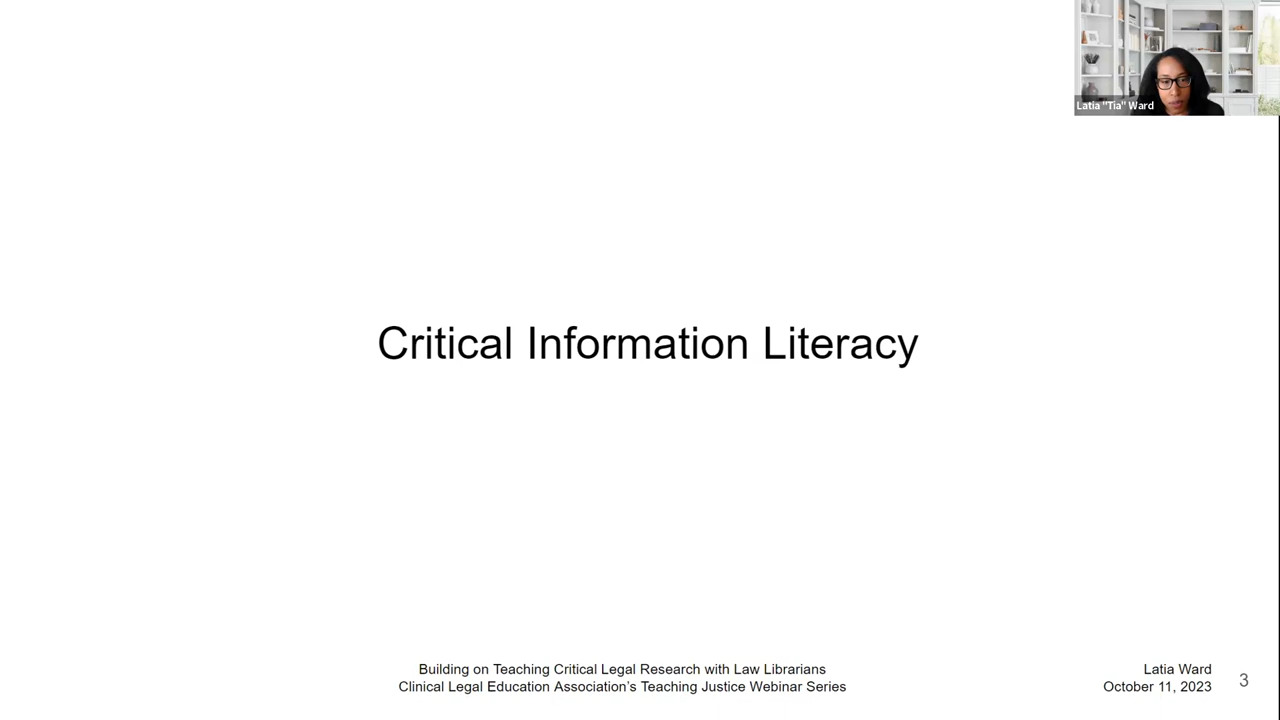 Latia "Tia" Ward
Critical Information Literacy
Building on Teaching Critical Legal Research with Law Librarians
Clinical Legal Education Association's Teaching Justice Webinar Series
Latia Ward
October 11, 2023
3